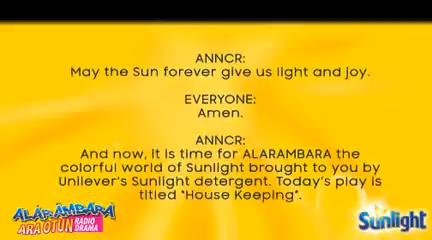 ANNCR:
May the Sun forever give us light and joy.
EVERYONE:
Amen.
ANNCR:
And now, it is time for ALARAMBARA the
colorful world of Sunlight brought to you by
Unilever's Sunlight detergent. Today's play is
titled "House Keeping".
ALÁRÀMBARÀ
ARA OTUN RADIO
DRAMA
Sunlight